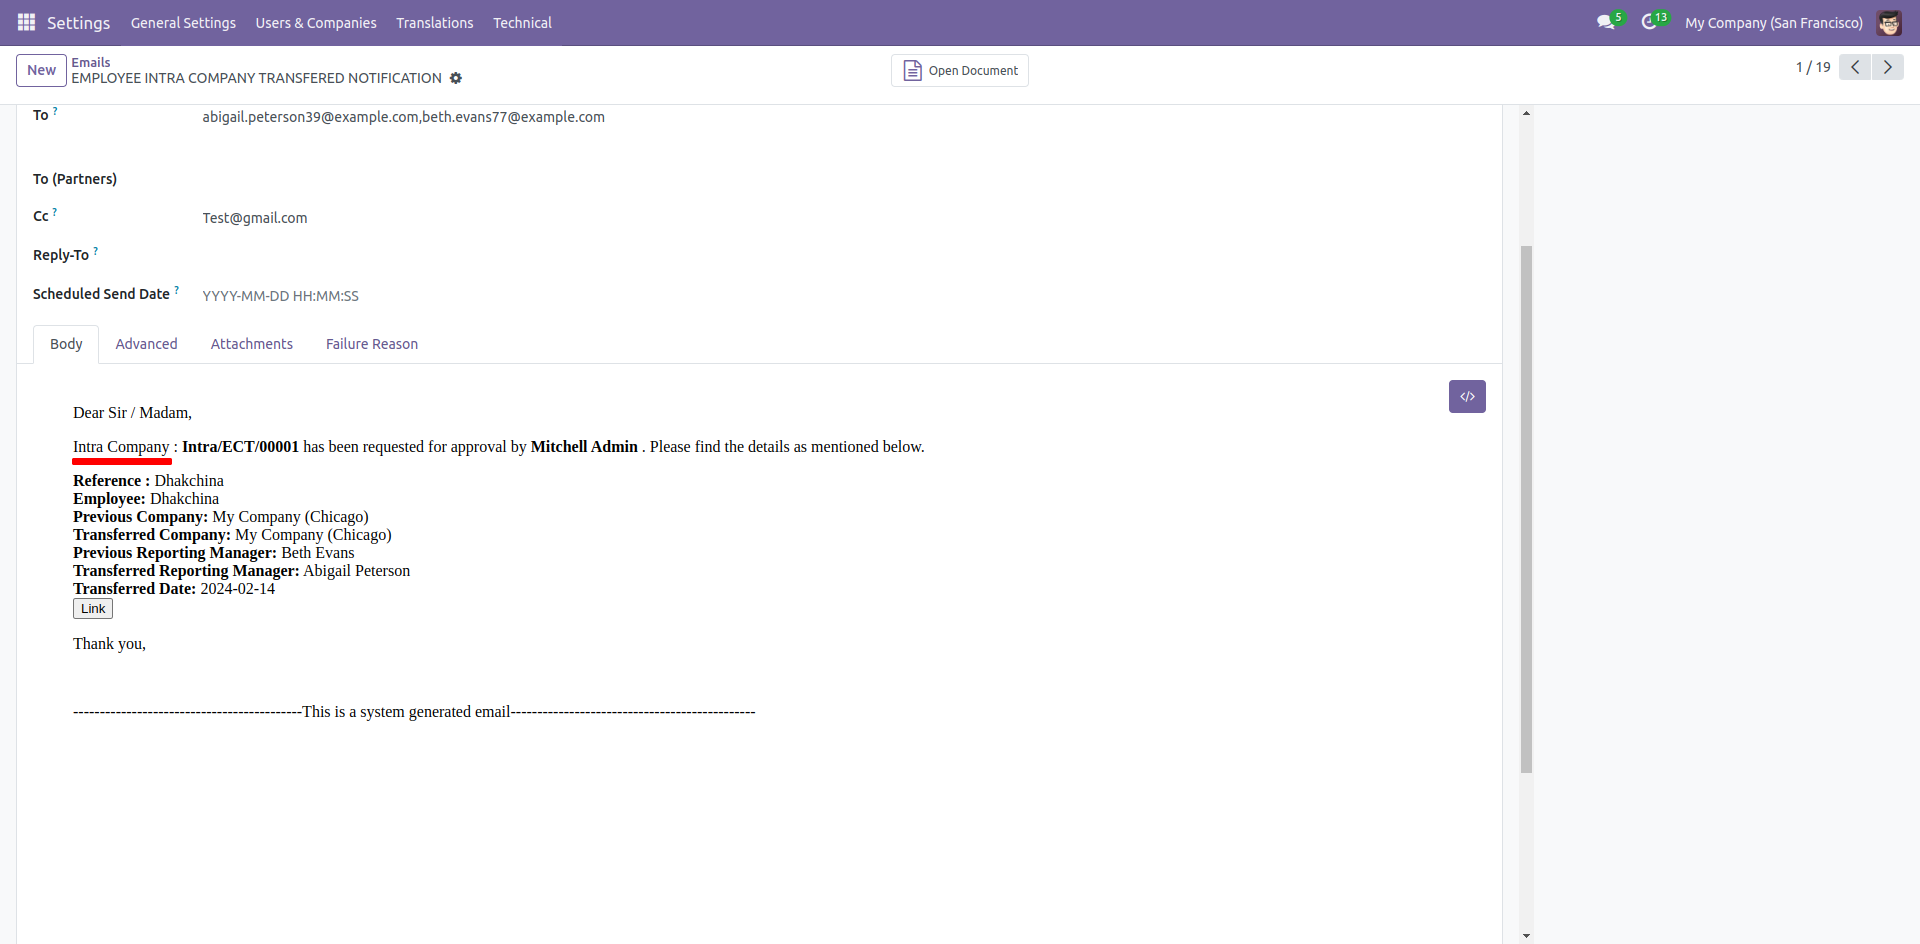 Settings General Settings Users & Companies Translations Technical 5 13 My Company (San Francisco)
New Emails
EMPLOYEE INTRA COMPANY TRANSFERED NOTIFICATION
Open Document
1 / 19
To ? abigail.peterson39@example.com,beth.evans77@example.com
To (Partners)
Cc ? Test@gmail.com
Reply-To ?
Scheduled Send Date ? YYYY-MM-DD HH:MM:SS
Body Advanced Attachments Failure Reason
</>
Dear Sir / Madam,
Intra Company : Intra/ECT/00001 has been requested for approval by Mitchell Admin . Please find the details as mentioned below.
Reference : Dhakchina
Employee: Dhakchina
Previous Company: My Company (Chicago)
Transferred Company: My Company (Chicago)
Previous Reporting Manager: Beth Evans
Transferred Reporting Manager: Abigail Peterson
Transferred Date: 2024-02-14
Link
Thank you,
-------------------------------------------This is a system generated email----------------------------------------------